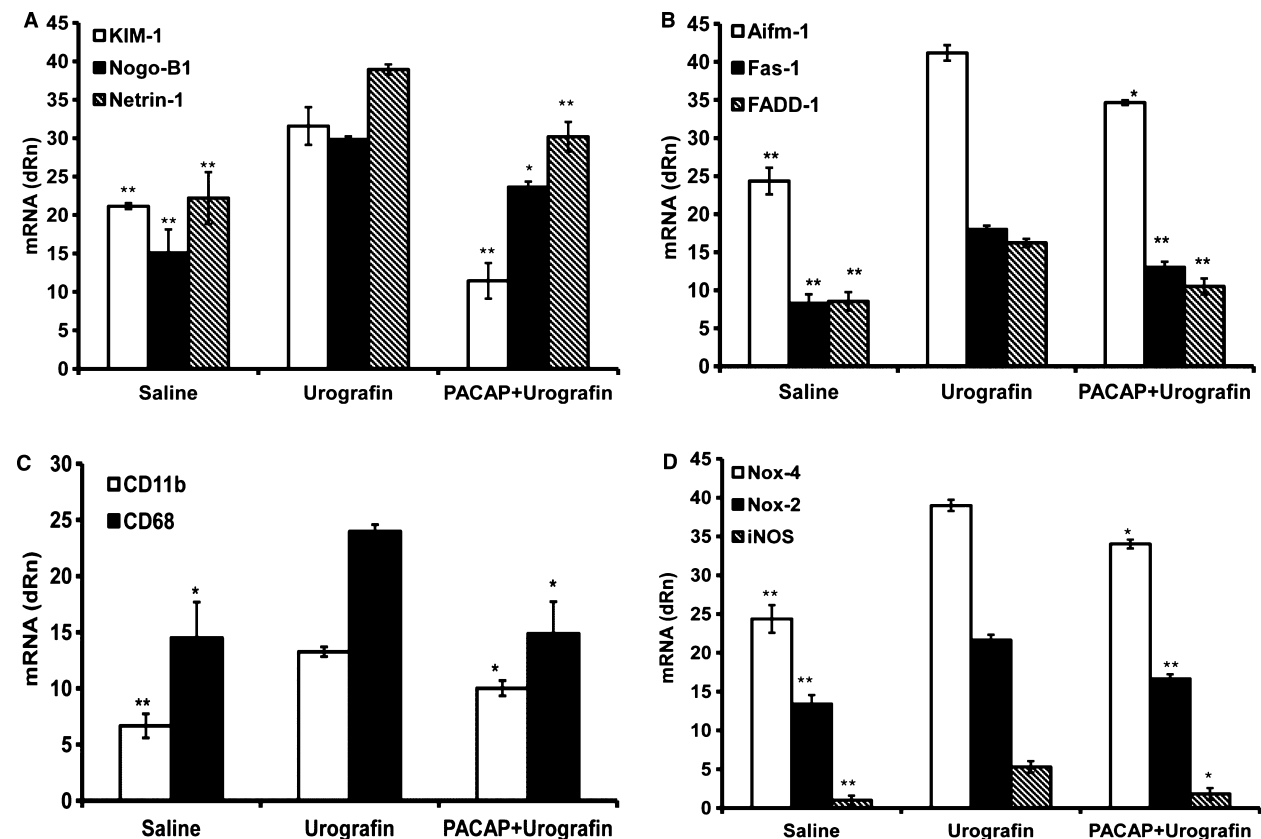 A
45
40
35
30
25
20
15
10
5
0
mRNA (dRn)
KIM-1
Nogo-B1
Netrin-1
** ** **
** * **
Saline Urografin PACAP+Urografin
B
45
40
35
30
25
20
15
10
5
0
mRNA (dRn)
Aifm-1
Fas-1
FADD-1
** ** **
* ** **
Saline Urografin PACAP+Urografin
C
30
25
20
15
10
5
0
mRNA (dRn)
CD11b
CD68
** *
* *
Saline Urografin PACAP+Urografin
D
45
40
35
30
25
20
15
10
5
0
mRNA (dRn)
Nox-4
Nox-2
iNOS
** ** **
* ** *
Saline Urografin PACAP+Urografin